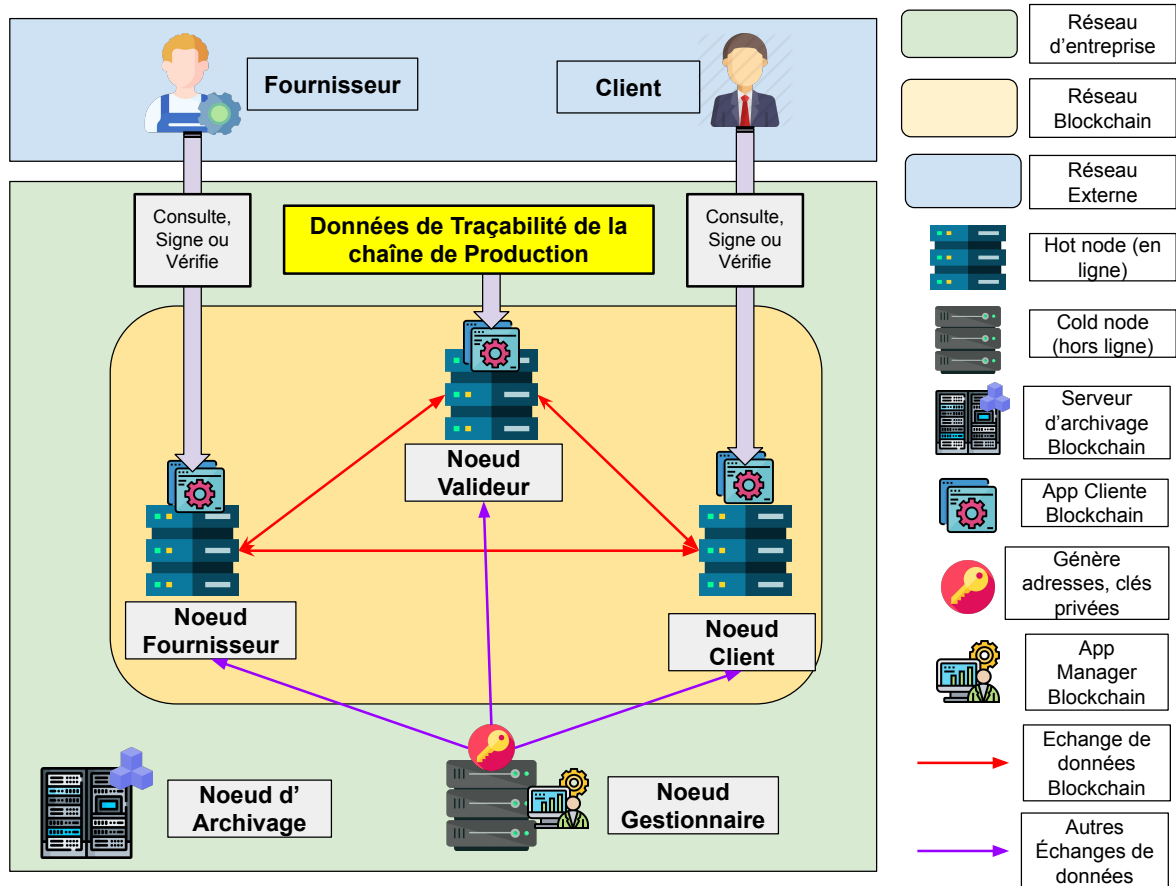 Fournisseur
Client
Consulte,
Signe ou
Vérifie
Données de Traçabilité de la
chaîne de Production
Consulte,
Signe ou
Vérifie
Noeud
Valideur
Noeud
Fournisseur
Noeud
Client
Noeud d'
Archivage
Noeud
Gestionnaire
Réseau
d'entreprise
Réseau
Blockchain
Réseau
Externe
Hot node (en
ligne)
Cold node
(hors ligne)
Serveur
d'archivage
Blockchain
App Cliente
Blockchain
Génère
adresses, clés
privées
App
Manager
Blockchain
Echange de
données
Blockchain
Autres
Échanges de
données